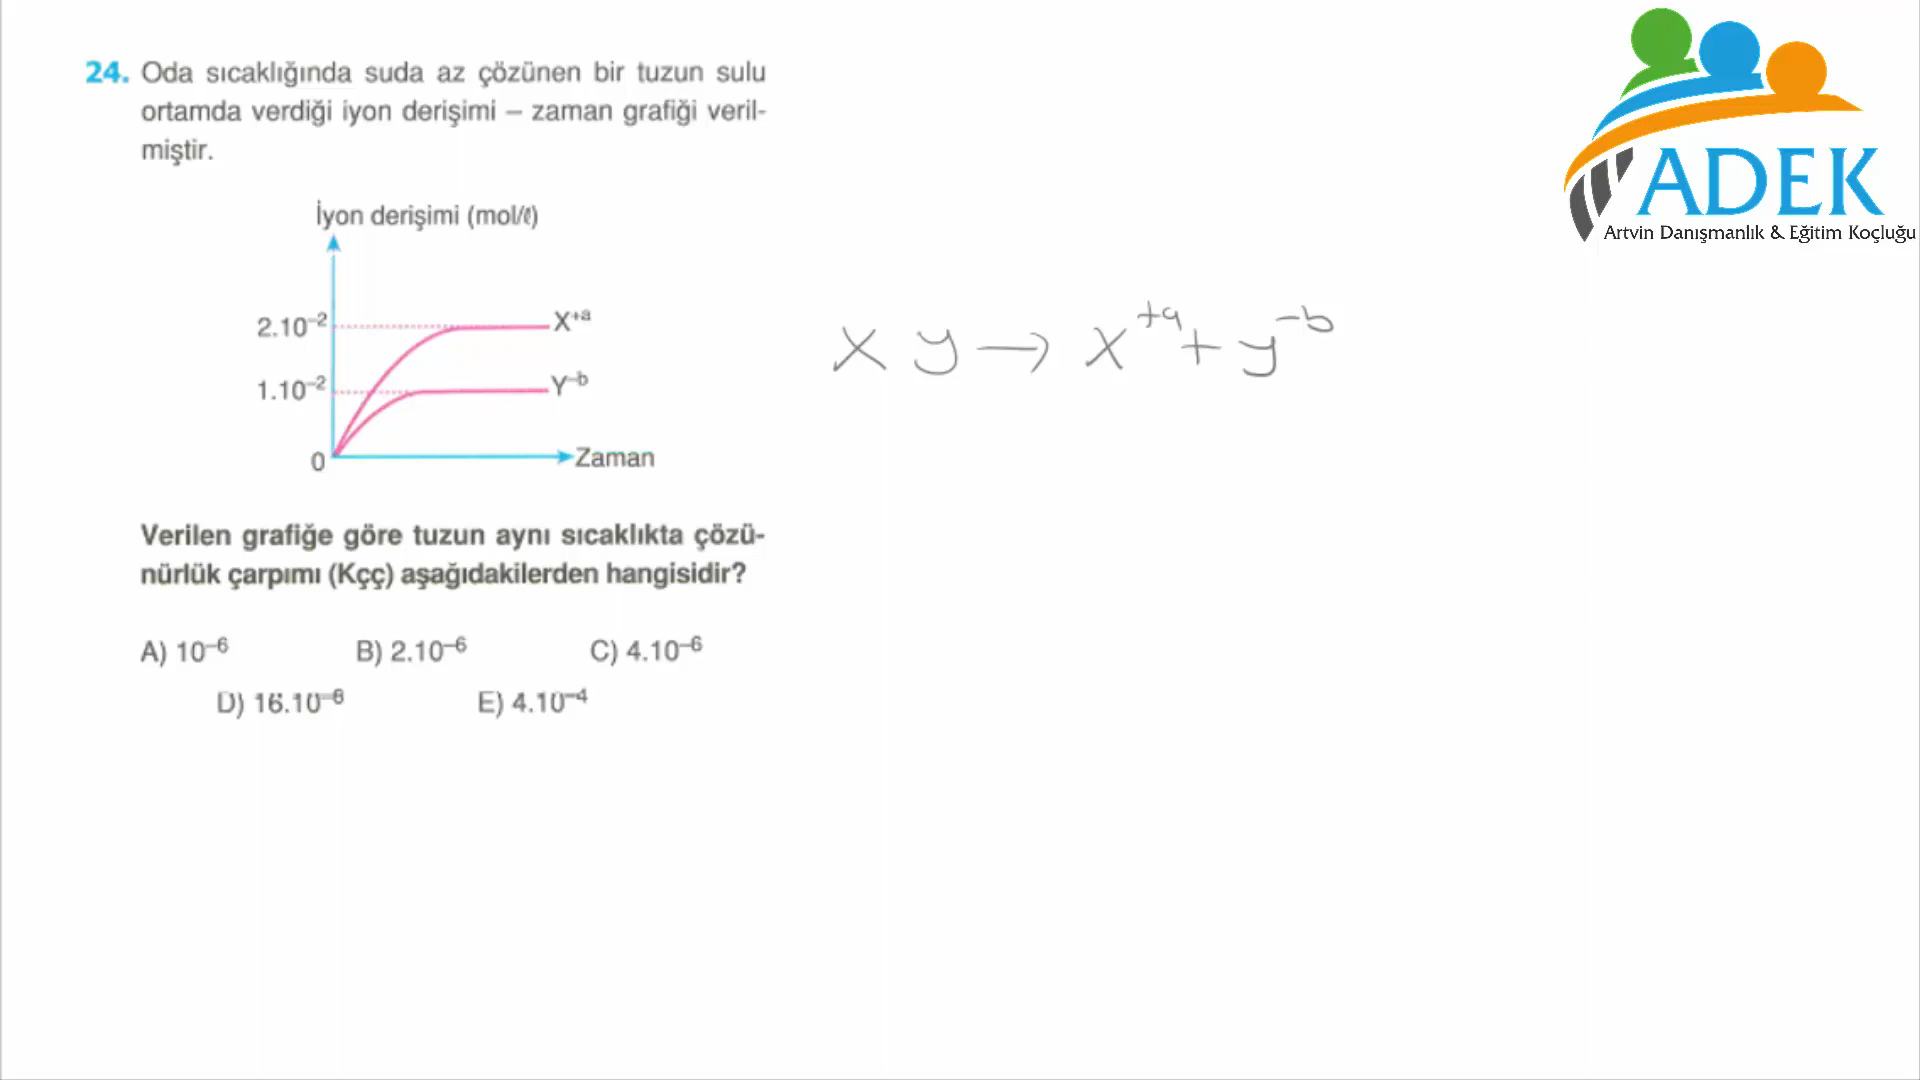 24. Oda sıcaklığında suda az çözünen bir tuzun sulu
ortamda verdiği iyon derişimi – zaman grafiği veril-
miştir.
İyon derişimi (mol/ℓ)
2.10⁻²
X⁺ᵃ
1.10⁻²
Y⁻ᵇ
0
Zaman
Verilen grafiğe göre tuzun aynı sıcaklıkta çözü-
nürlük çarpımı (Kçç) aşağıdakilerden hangisidir?
A) 10⁻⁶ B) 2.10⁻⁶ C) 4.10⁻⁶
D) 16.10⁻⁶ E) 4.10⁻⁴
X y → X⁺ᵃ + y⁻ᵇ
ADEK
Artvin Danışmanlık & Eğitim Koçluğu